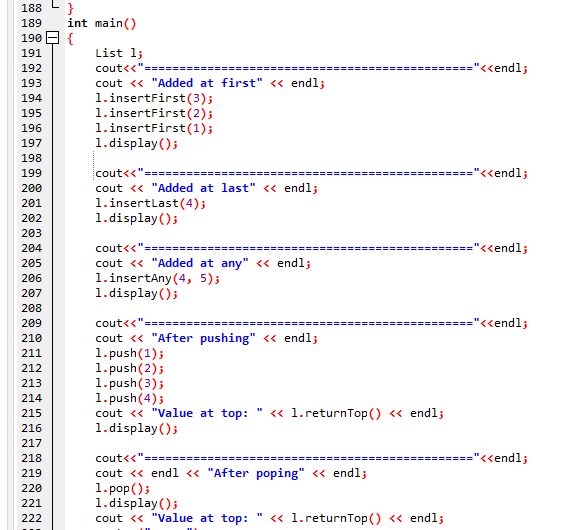 188 }
189 int main()
190 {
191 List l;
192 cout<<"==============================================="<<endl;
193 cout << "Added at first" << endl;
194 l.insertFirst(3);
195 l.insertFirst(2);
196 l.insertFirst(1);
197 l.display();
198
199 cout<<"==============================================="<<endl;
200 cout << "Added at last" << endl;
201 l.insertLast(4);
202 l.display();
203
204 cout<<"==============================================="<<endl;
205 cout << "Added at any" << endl;
206 l.insertAny(4, 5);
207 l.display();
208
209 cout<<"==============================================="<<endl;
210 cout << "After pushing" << endl;
211 l.push(1);
212 l.push(2);
213 l.push(3);
214 l.push(4);
215 cout << "Value at top: " << l.returnTop() << endl;
216 l.display();
217
218 cout<<"==============================================="<<endl;
219 cout << endl << "After poping" << endl;
220 l.pop();
221 l.display();
222 cout << "Value at top: " << l.returnTop() << endl;